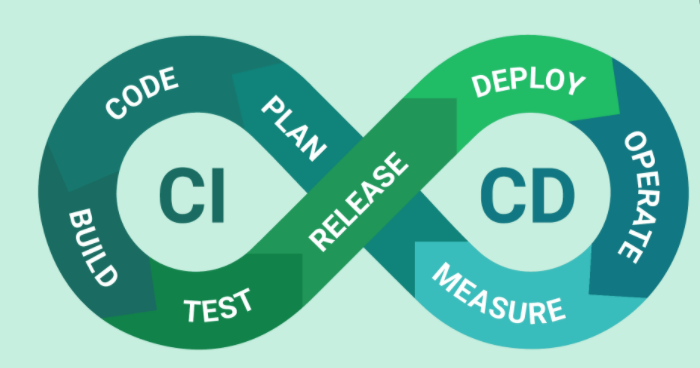 CODE
PLAN
DEPLOY
OPERATE
CI
RELEASE
CD
BUILD
TEST
MEASURE